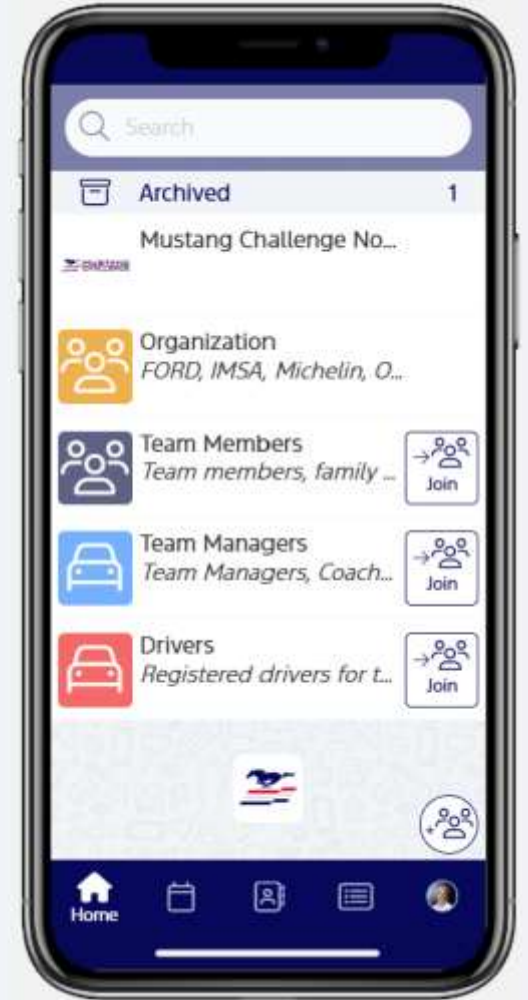 Search
Archived
1
Mustang Challenge No...
Organization
FORD, IMSA, Michelin, O...
Team Members
Team members, family ...
Join
Team Managers
Team Managers, Coach...
Join
Drivers
Registered drivers for t...
Join
Home